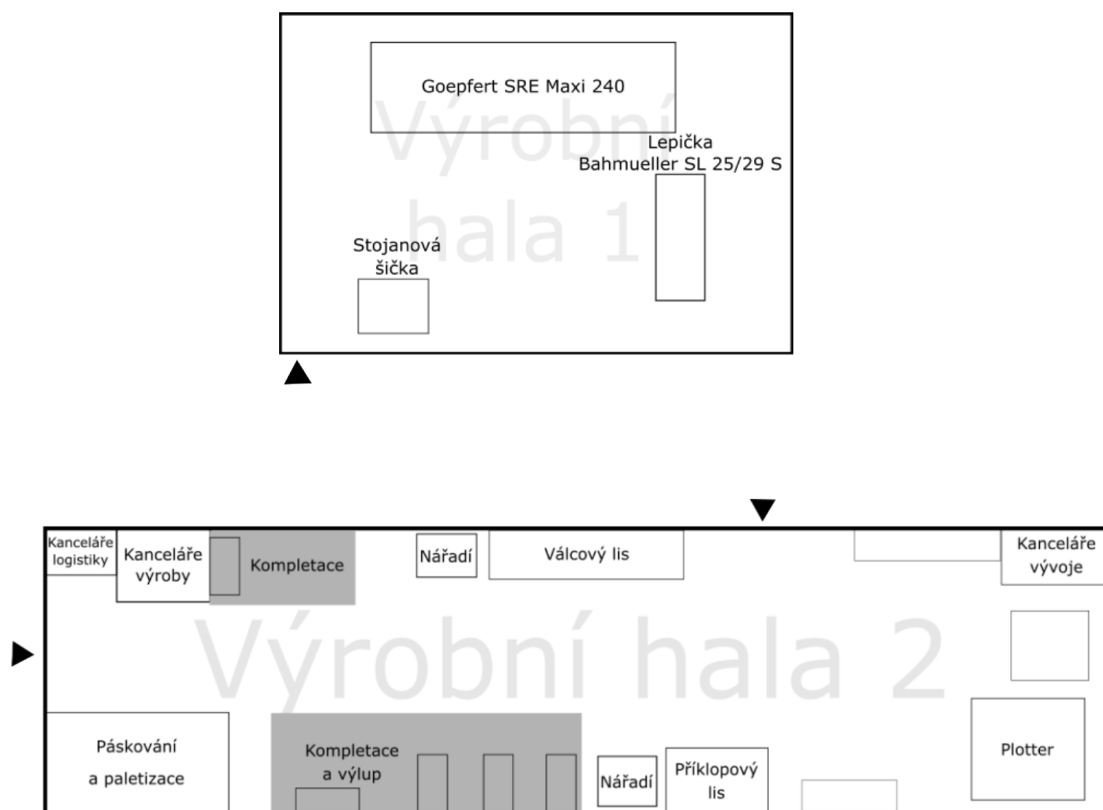 Goepfert SRE Maxi 240
Výrobní
hala 1
Lepička
Bahmueller SL 25/29 S
Stojanová
šička
Kanceláře
logistiky
Kanceláře
výroby
Kompletace
Nářadí
Válcový lis
Kanceláře
vývoje
Výrobní hala 2
Páskování
a paletizace
Kompletace
a výlup
Nářadí
Příklopový
lis
Plotter